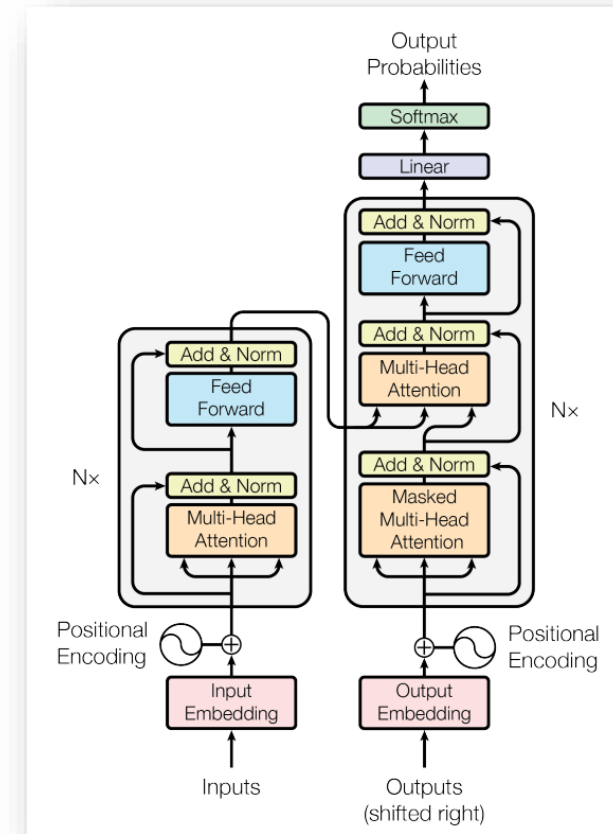 Output
Probabilities
Softmax
Linear
Add & Norm
Feed
Forward
Add & Norm
Multi-Head
Attention
Add & Norm
Masked
Multi-Head
Attention
Nx
Positional
Encoding
Output
Embedding
Outputs
(shifted right)
Add & Norm
Feed
Forward
Add & Norm
Multi-Head
Attention
Nx
Positional
Encoding
Input
Embedding
Inputs